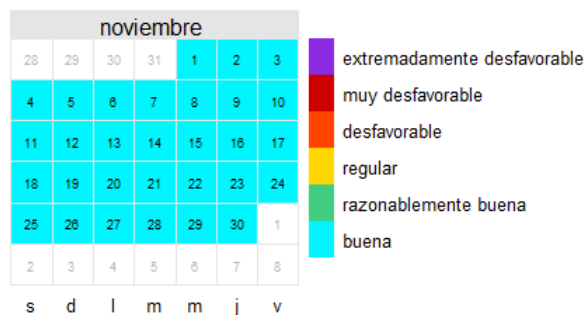 noviembre
28 29 30 31 1 2 3
4 5 6 7 8 9 10
11 12 13 14 15 16 17
18 19 20 21 22 23 24
25 26 27 28 29 30 1
2 3 4 5 6 7 8
s d l m m j v
extremadamente desfavorable
muy desfavorable
desfavorable
regular
razonablemente buena
buena